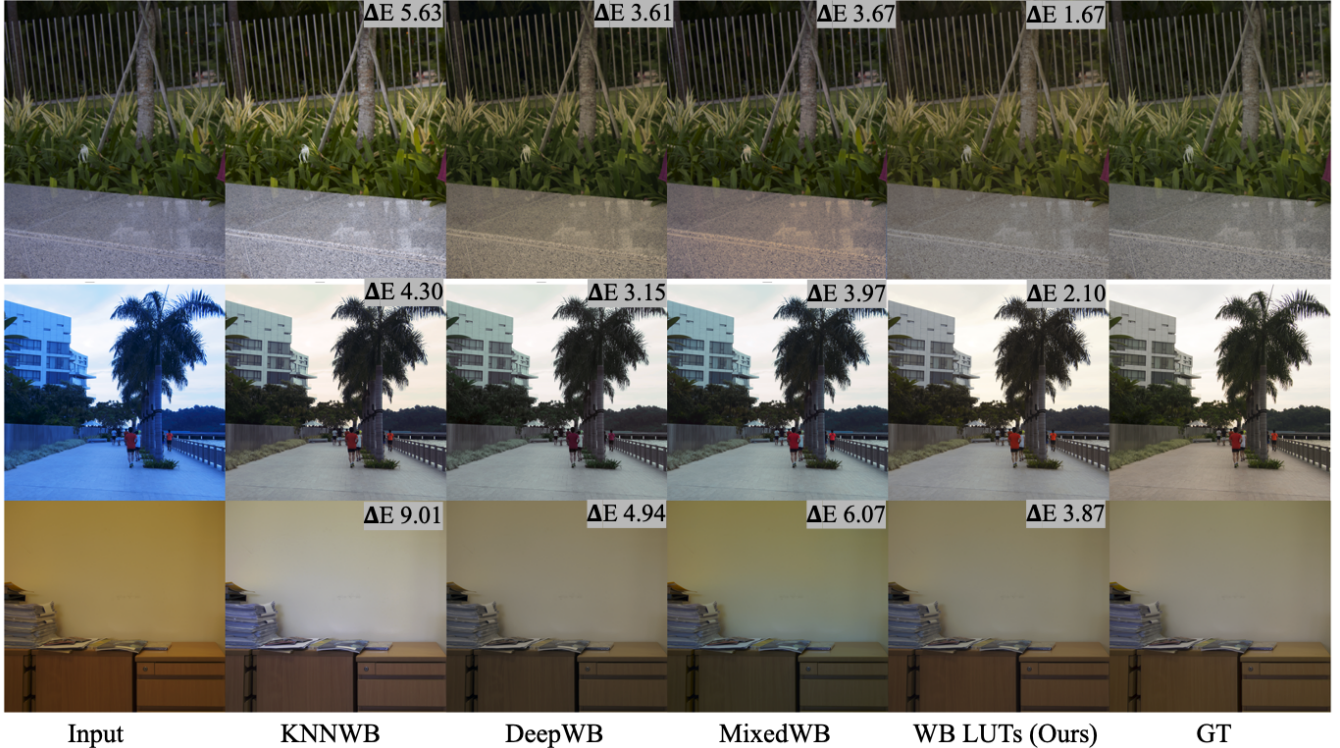 ΔE 5.63
ΔE 3.61
ΔE 3.67
ΔE 1.67
ΔE 4.30
ΔE 3.15
ΔE 3.97
ΔE 2.10
ΔE 9.01
ΔE 4.94
ΔE 6.07
ΔE 3.87
Input
KNNWB
DeepWB
MixedWB
WB LUTs (Ours)
GT